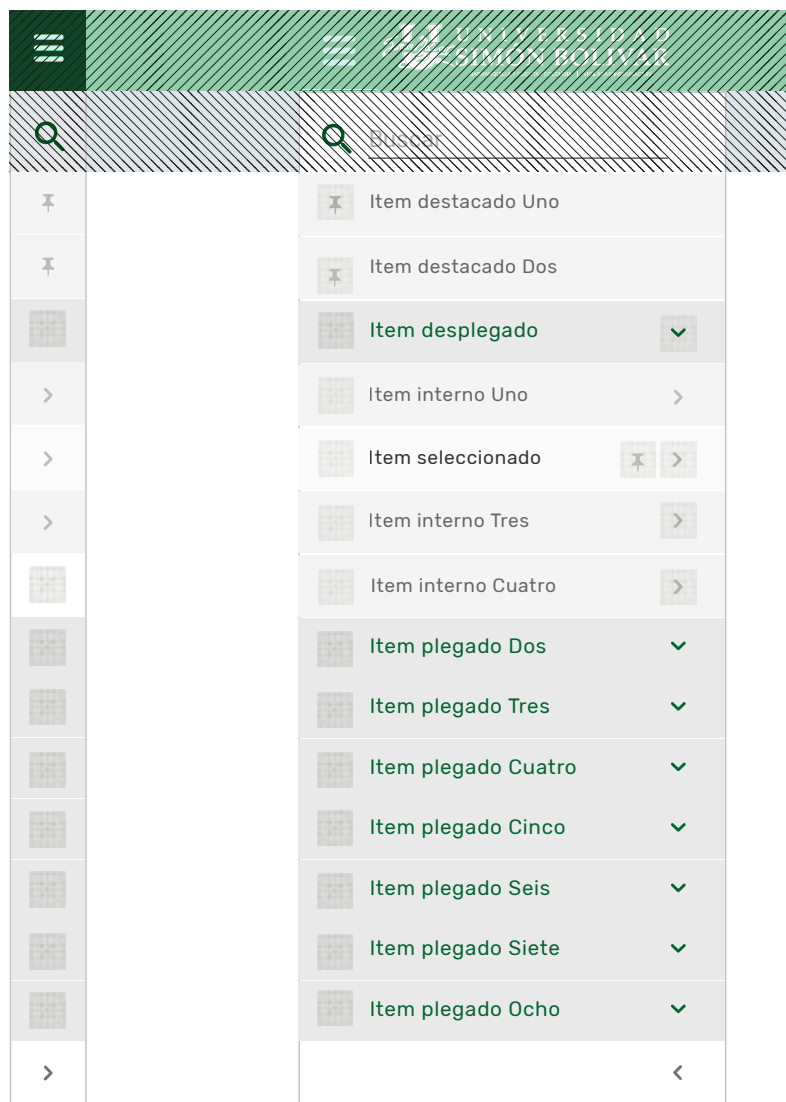 UNIVERSIDAD
SIMÓN BOLÍVAR
Buscar
Item destacado Uno
Item destacado Dos
Item desplegado
Item interno Uno
Item seleccionado
Item interno Tres
Item interno Cuatro
Item plegado Dos
Item plegado Tres
Item plegado Cuatro
Item plegado Cinco
Item plegado Seis
Item plegado Siete
Item plegado Ocho